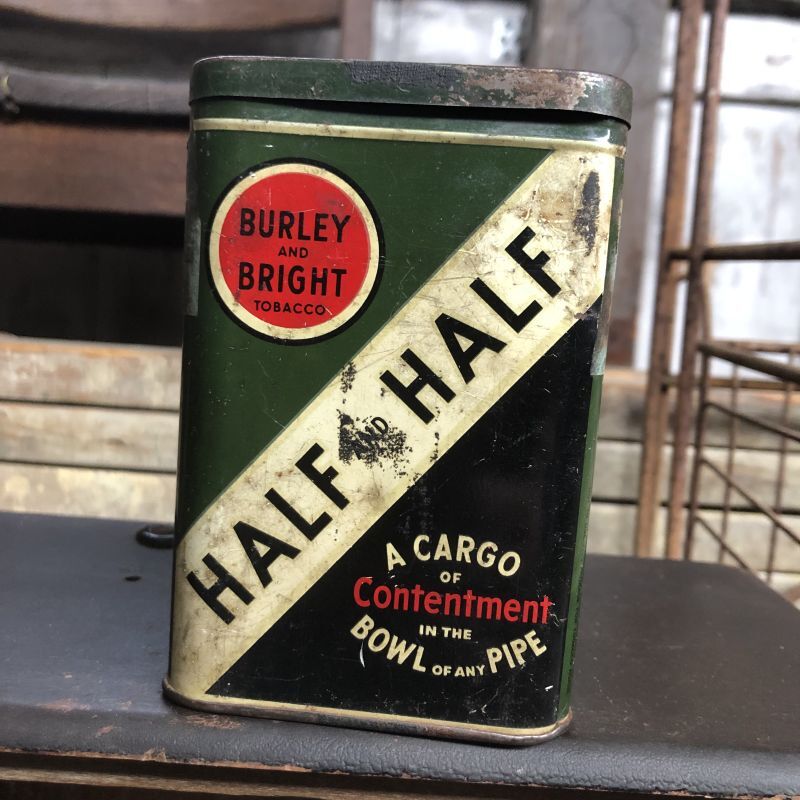 BURLEY
AND
BRIGHT
TOBACCO
HALF AND HALF
A CARGO
OF
Contentment
IN THE
BOWL OF ANY PIPE